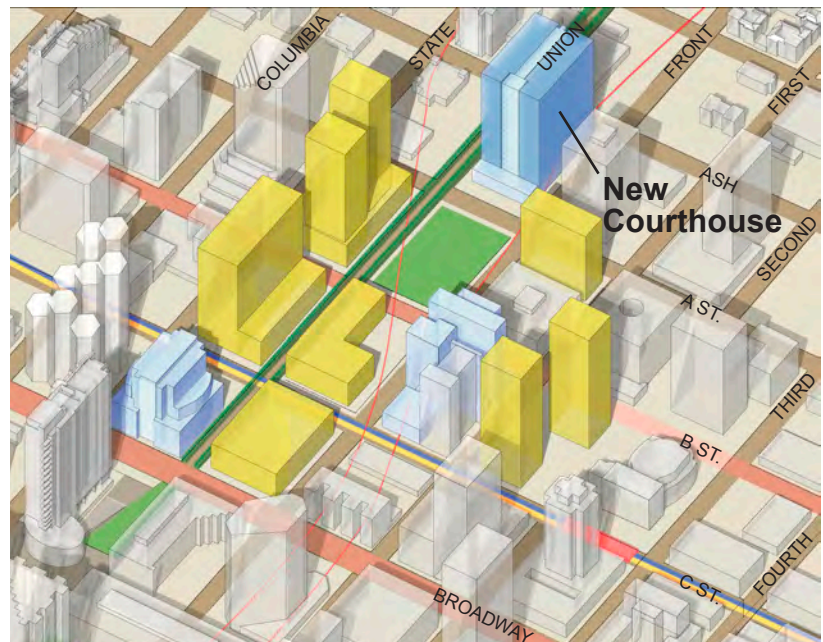 COLUMBIA
STATE
UNION
FRONT
FIRST
ASH
New
Courthouse
SECOND
A ST.
THIRD
B ST.
FOURTH
C ST.
BROADWAY